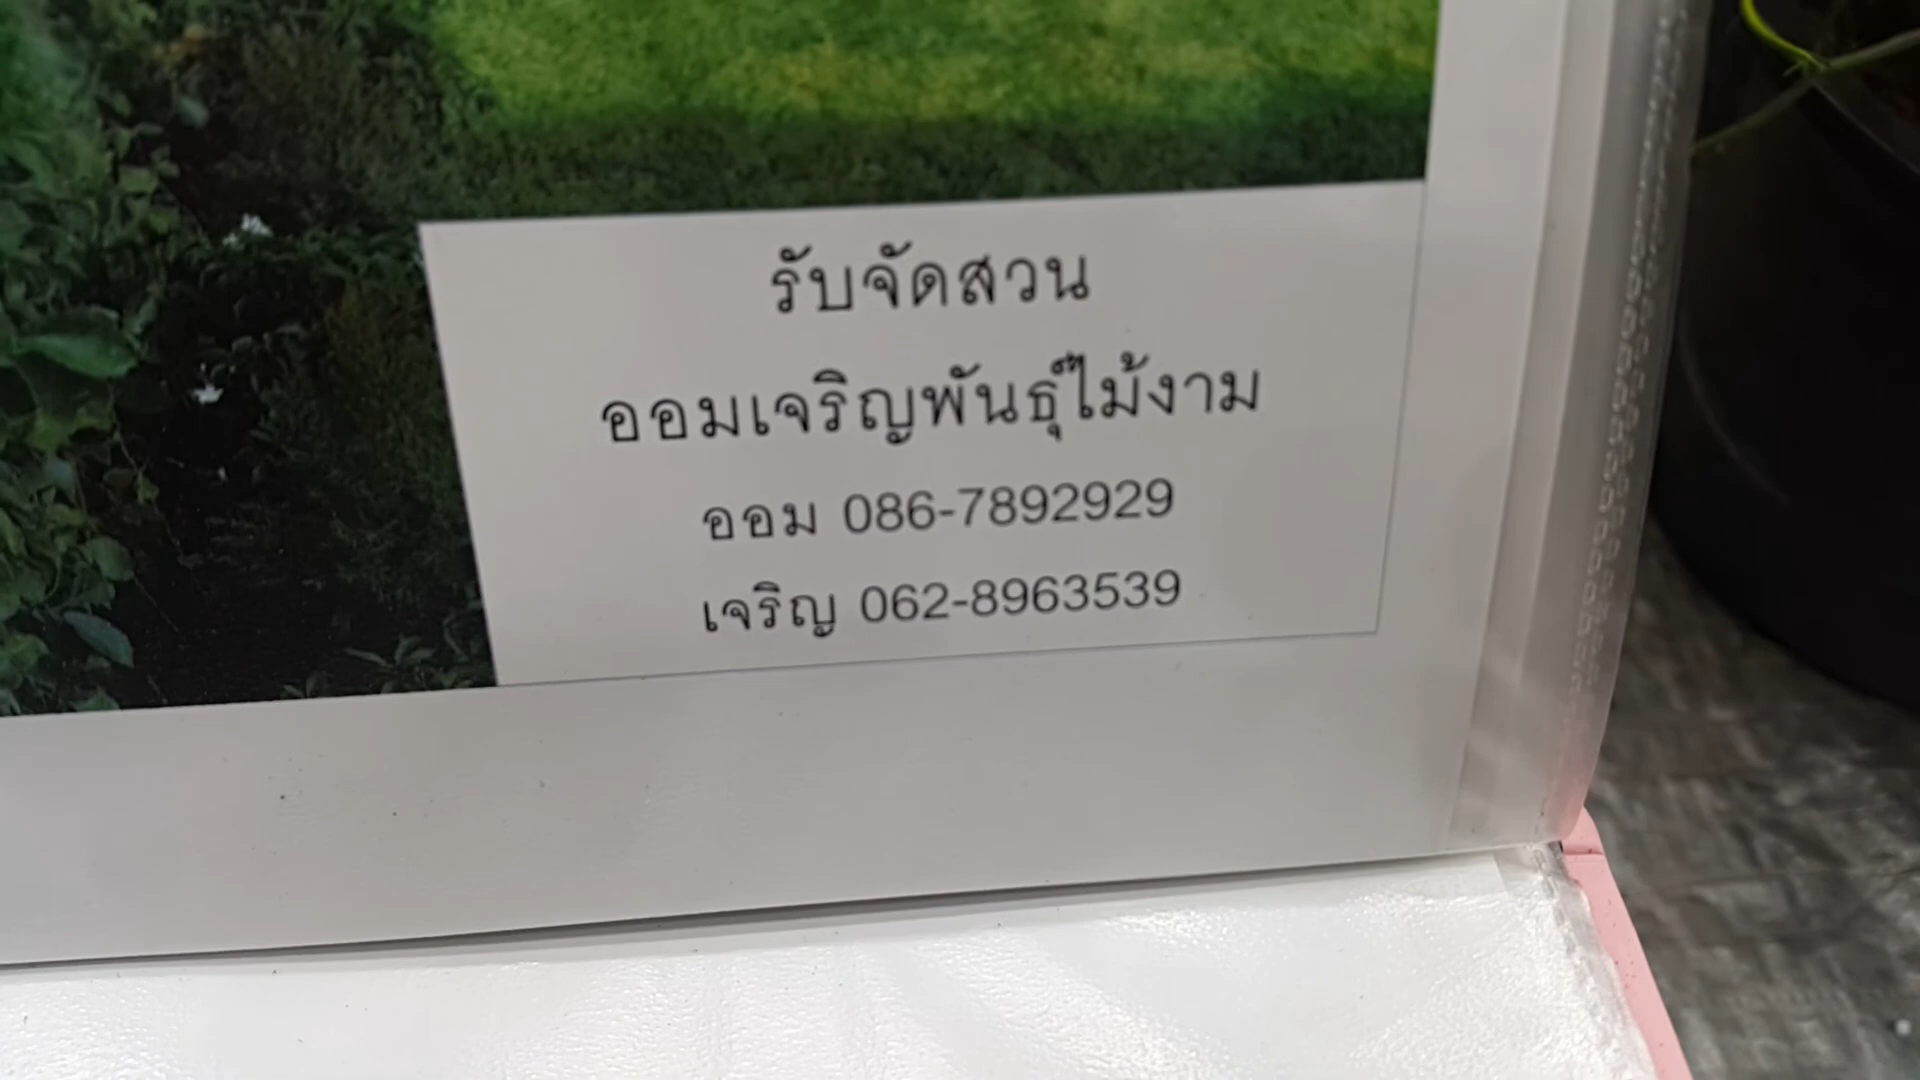 รับจัดสวน
ออมเจริญพันธุ์ไม้งาม
ออม 086-7892929
เจริญ 062-8963539